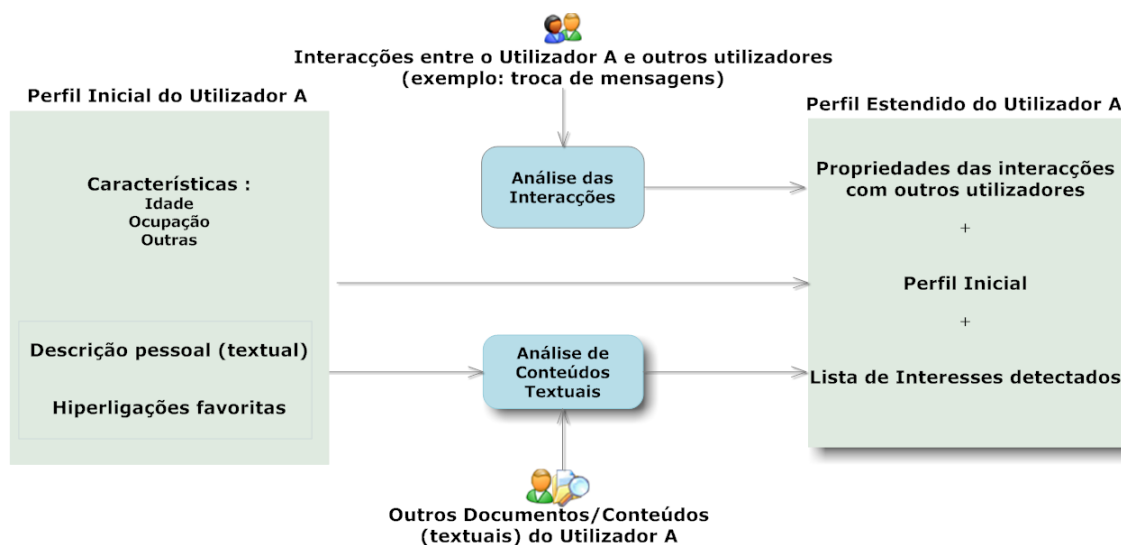 Interacções entre o Utilizador A e outros utilizadores
(exemplo: troca de mensagens)
Perfil Inicial do Utilizador A
Características :
Idade
Ocupação
Outras
Descrição pessoal (textual)
Hiperligações favoritas
Análise das
Interacções
Análise de
Conteúdos
Textuais
Outros Documentos/Conteúdos
(textuais) do Utilizador A
Perfil Estendido do Utilizador A
Propriedades das interacções
com outros utilizadores
+
Perfil Inicial
+
Lista de Interesses detectados